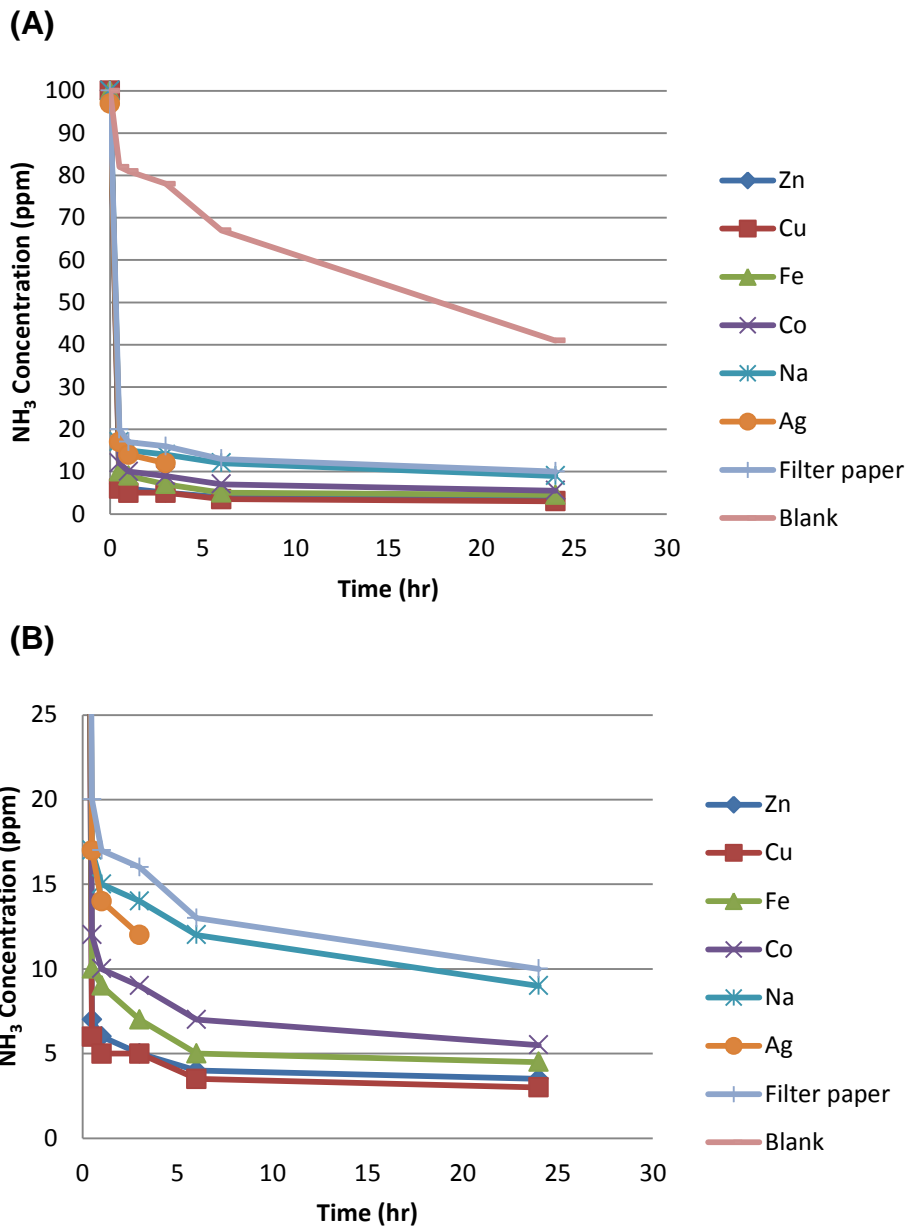 (A)
100
90
80
70
60
50
40
30
20
10
0
NH₃ Concentration (ppm)
0 5 10 15 20 25 30
Time (hr)
Zn
Cu
Fe
Co
Na
Ag
Filter paper
Blank
(B)
25
20
15
10
5
0
NH₃ Concentration (ppm)
0 5 10 15 20 25 30
Time (hr)
Zn
Cu
Fe
Co
Na
Ag
Filter paper
Blank